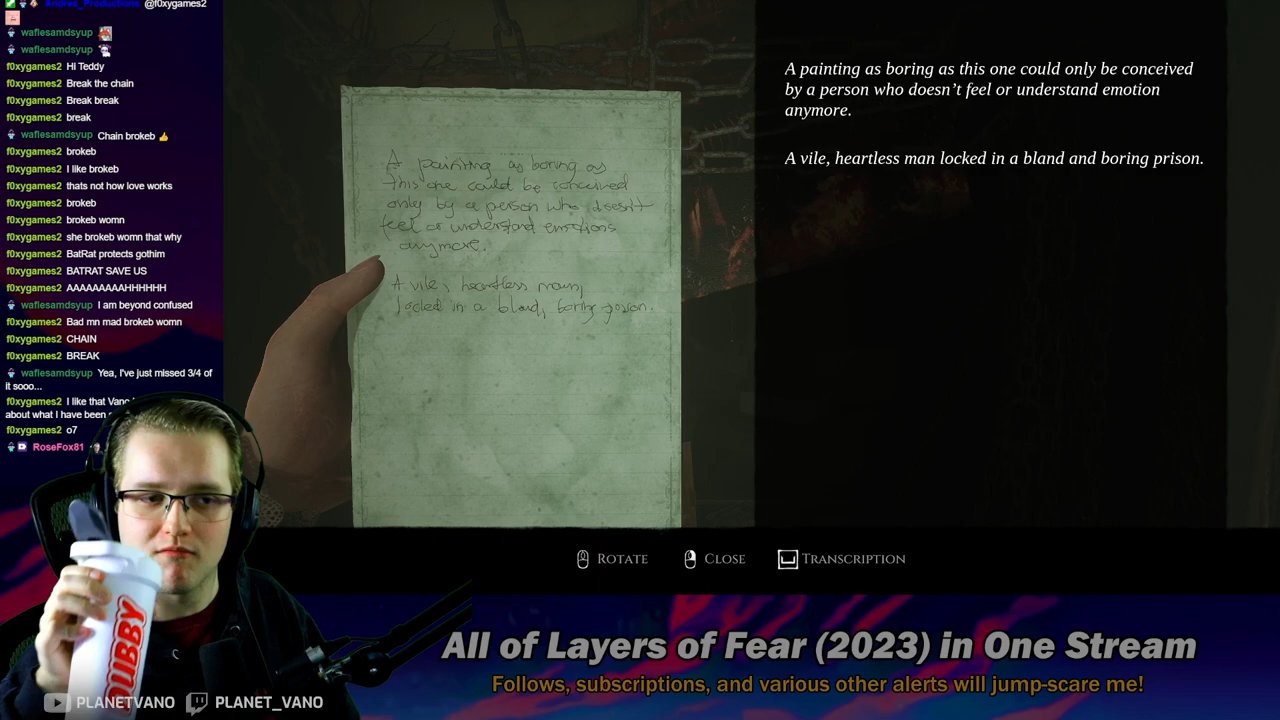 Andres_Productions @f0xygames2
waflesamdsyup
waflesamdsyup
f0xygames2 Hi Teddy
f0xygames2 Break the chain
f0xygames2 Break break
f0xygames2 break
waflesamdsyup Chain brokeb
f0xygames2 brokeb
f0xygames2 I like brokeb
f0xygames2 thats not how love works
f0xygames2 brokeb
f0xygames2 brokeb womn
f0xygames2 she brokeb womn that why
f0xygames2 BatRat protects gothim
f0xygames2 BATRAT SAVE US
f0xygames2 AAAAAAAAAHHHHHH
waflesamdsyup I am beyond confused
f0xygames2 Bad mn mad brokeb womn
f0xygames2 CHAIN
f0xygames2 BREAK
waflesamdsyup Yea, I've just missed 3/4 of
it sooo...
f0xygames2 I like that Vano
about what I have been
f0xygames2 o7
RoseFox81
A painting as boring as
this one could be conceived
only by a person who doesn't
feel or understand emotions
anymore.
A vile, heartless man,
locked in a bland, boring prison.
A painting as boring as this one could only be conceived
by a person who doesn’t feel or understand emotion
anymore.
A vile, heartless man locked in a bland and boring prison.
ROTATE
CLOSE
TRANSCRIPTION
DUBBY
All of Layers of Fear (2023) in One Stream
Follows, subscriptions, and various other alerts will jump-scare me!
PLANETVANO
PLANET_VANO